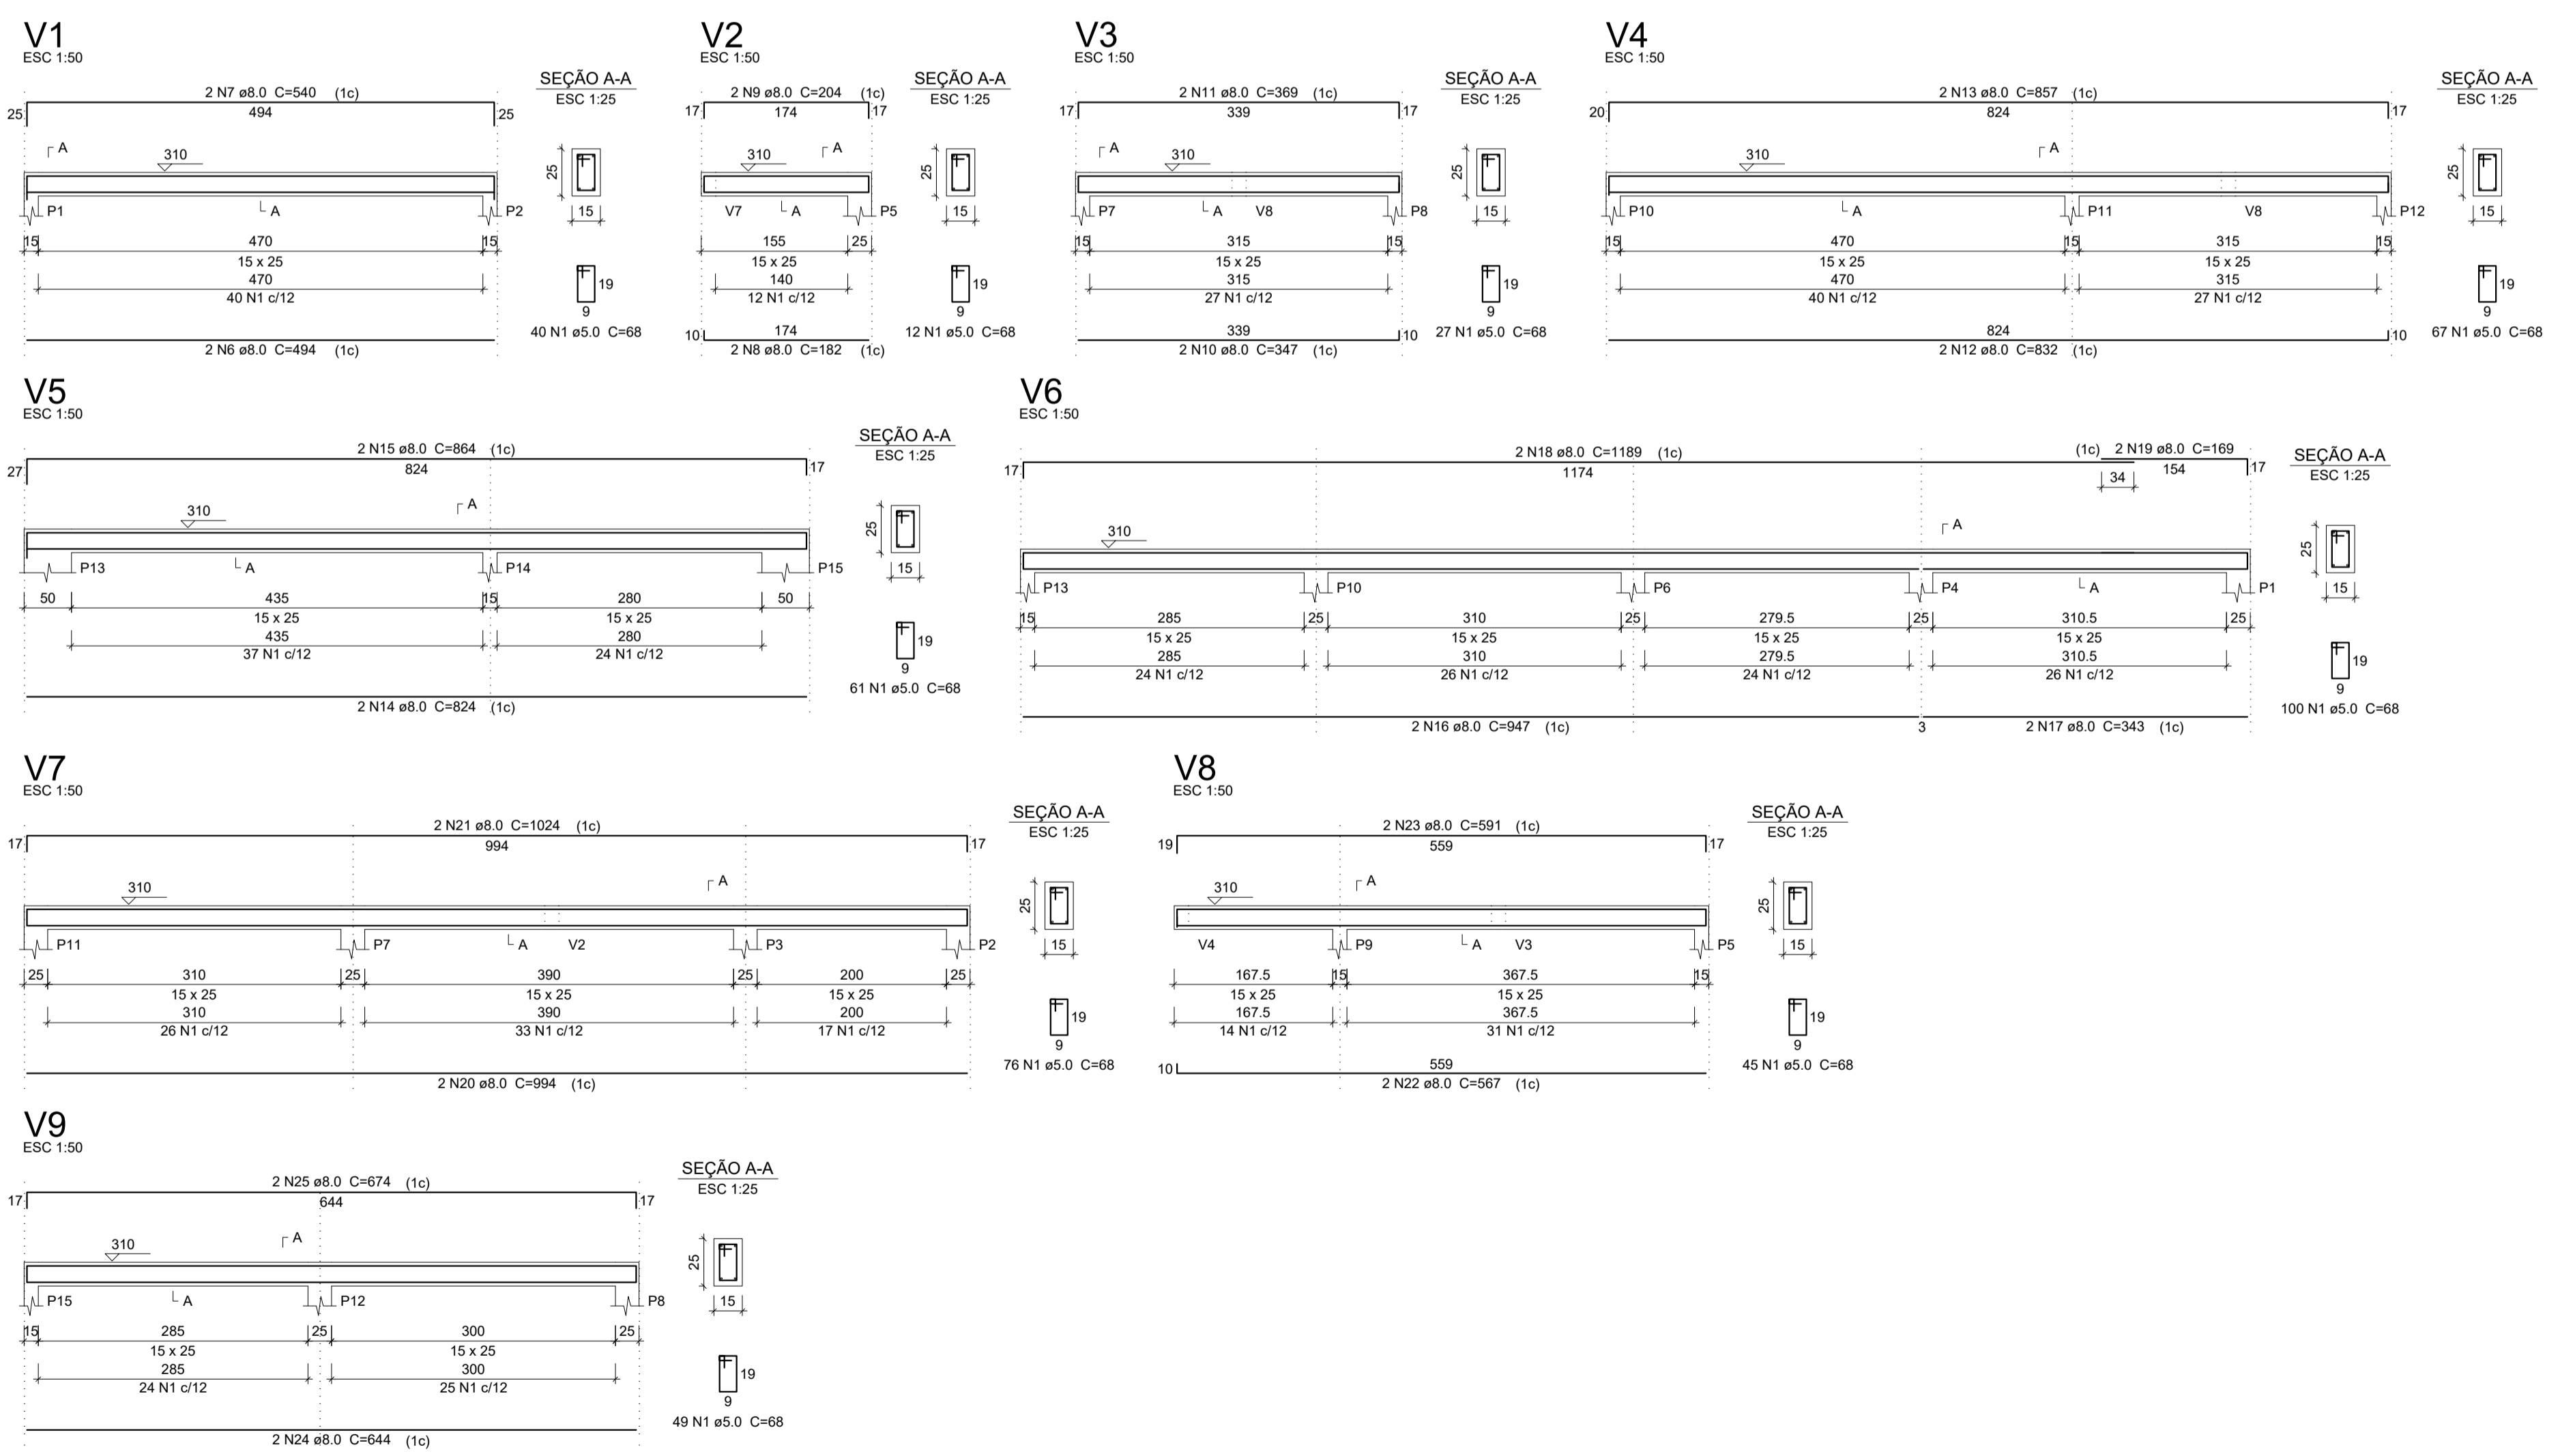 V1
ESC 1:50
2 N7 ø8.0 C=540 (1c)
25 494 25
A
310
P1 A P2
15 470 15
15 x 25
470
40 N1 c/12
2 N6 ø8.0 C=494 (1c)
SEÇÃO A-A
ESC 1:25
25
15
19
9
40 N1 ø5.0 C=68
V2
ESC 1:50
2 N9 ø8.0 C=204 (1c)
17 174 17
310 A
V7 A P5
155 25
15 x 25
140
12 N1 c/12
10 174
2 N8 ø8.0 C=182 (1c)
SEÇÃO A-A
ESC 1:25
25
15
19
9
12 N1 ø5.0 C=68
V3
ESC 1:50
2 N11 ø8.0 C=369 (1c)
17 339 17
A
310
P7 A V8 P8
15 315 15
15 x 25
315
27 N1 c/12
339 10
2 N10 ø8.0 C=347 (1c)
SEÇÃO A-A
ESC 1:25
25
15
19
9
27 N1 ø5.0 C=68
V4
ESC 1:50
2 N13 ø8.0 C=857 (1c)
20 824 17
A
310
P10 A P11 V8 P12
15 470 15 315 15
15 x 25 15 x 25
470 315
40 N1 c/12 27 N1 c/12
824 10
2 N12 ø8.0 C=832 (1c)
SEÇÃO A-A
ESC 1:25
25
15
19
9
67 N1 ø5.0 C=68
V5
ESC 1:50
2 N15 ø8.0 C=864 (1c)
27 824 17
A
310
P13 A P14 P15
50 435 15 280 50
15 x 25 15 x 25
435 280
37 N1 c/12 24 N1 c/12
2 N14 ø8.0 C=824 (1c)
SEÇÃO A-A
ESC 1:25
25
15
19
9
61 N1 ø5.0 C=68
V6
ESC 1:50
2 N18 ø8.0 C=1189 (1c) (1c) 2 N19 ø8.0 C=169
17 1174 154 17
34
A
310
P13 P10 P6 P4 A P1
15 285 25 310 25 279.5 25 310.5 25
15 x 25 15 x 25 15 x 25 15 x 25
285 310 279.5 310.5
24 N1 c/12 26 N1 c/12 24 N1 c/12 26 N1 c/12
2 N16 ø8.0 C=947 (1c) 3 2 N17 ø8.0 C=343 (1c)
SEÇÃO A-A
ESC 1:25
25
15
19
9
100 N1 ø5.0 C=68
V7
ESC 1:50
2 N21 ø8.0 C=1024 (1c)
17 994 17
A
310
P11 P7 A V2 P3 P2
25 310 25 390 25 200 25
15 x 25 15 x 25 15 x 25
310 390 200
26 N1 c/12 33 N1 c/12 17 N1 c/12
2 N20 ø8.0 C=994 (1c)
SEÇÃO A-A
ESC 1:25
25
15
19
9
76 N1 ø5.0 C=68
V8
ESC 1:50
2 N23 ø8.0 C=591 (1c)
19 559 17
A
310
V4 P9 A V3 P5
167.5 15 367.5 15
15 x 25 15 x 25
167.5 367.5
14 N1 c/12 31 N1 c/12
10 559
2 N22 ø8.0 C=567 (1c)
SEÇÃO A-A
ESC 1:25
25
15
19
9
45 N1 ø5.0 C=68
V9
ESC 1:50
2 N25 ø8.0 C=674 (1c)
17 644 17
A
310
P15 A P12 P8
15 285 25 300 25
15 x 25 15 x 25
285 300
24 N1 c/12 25 N1 c/12
2 N24 ø8.0 C=644 (1c)
SEÇÃO A-A
ESC 1:25
25
15
19
9
49 N1 ø5.0 C=68